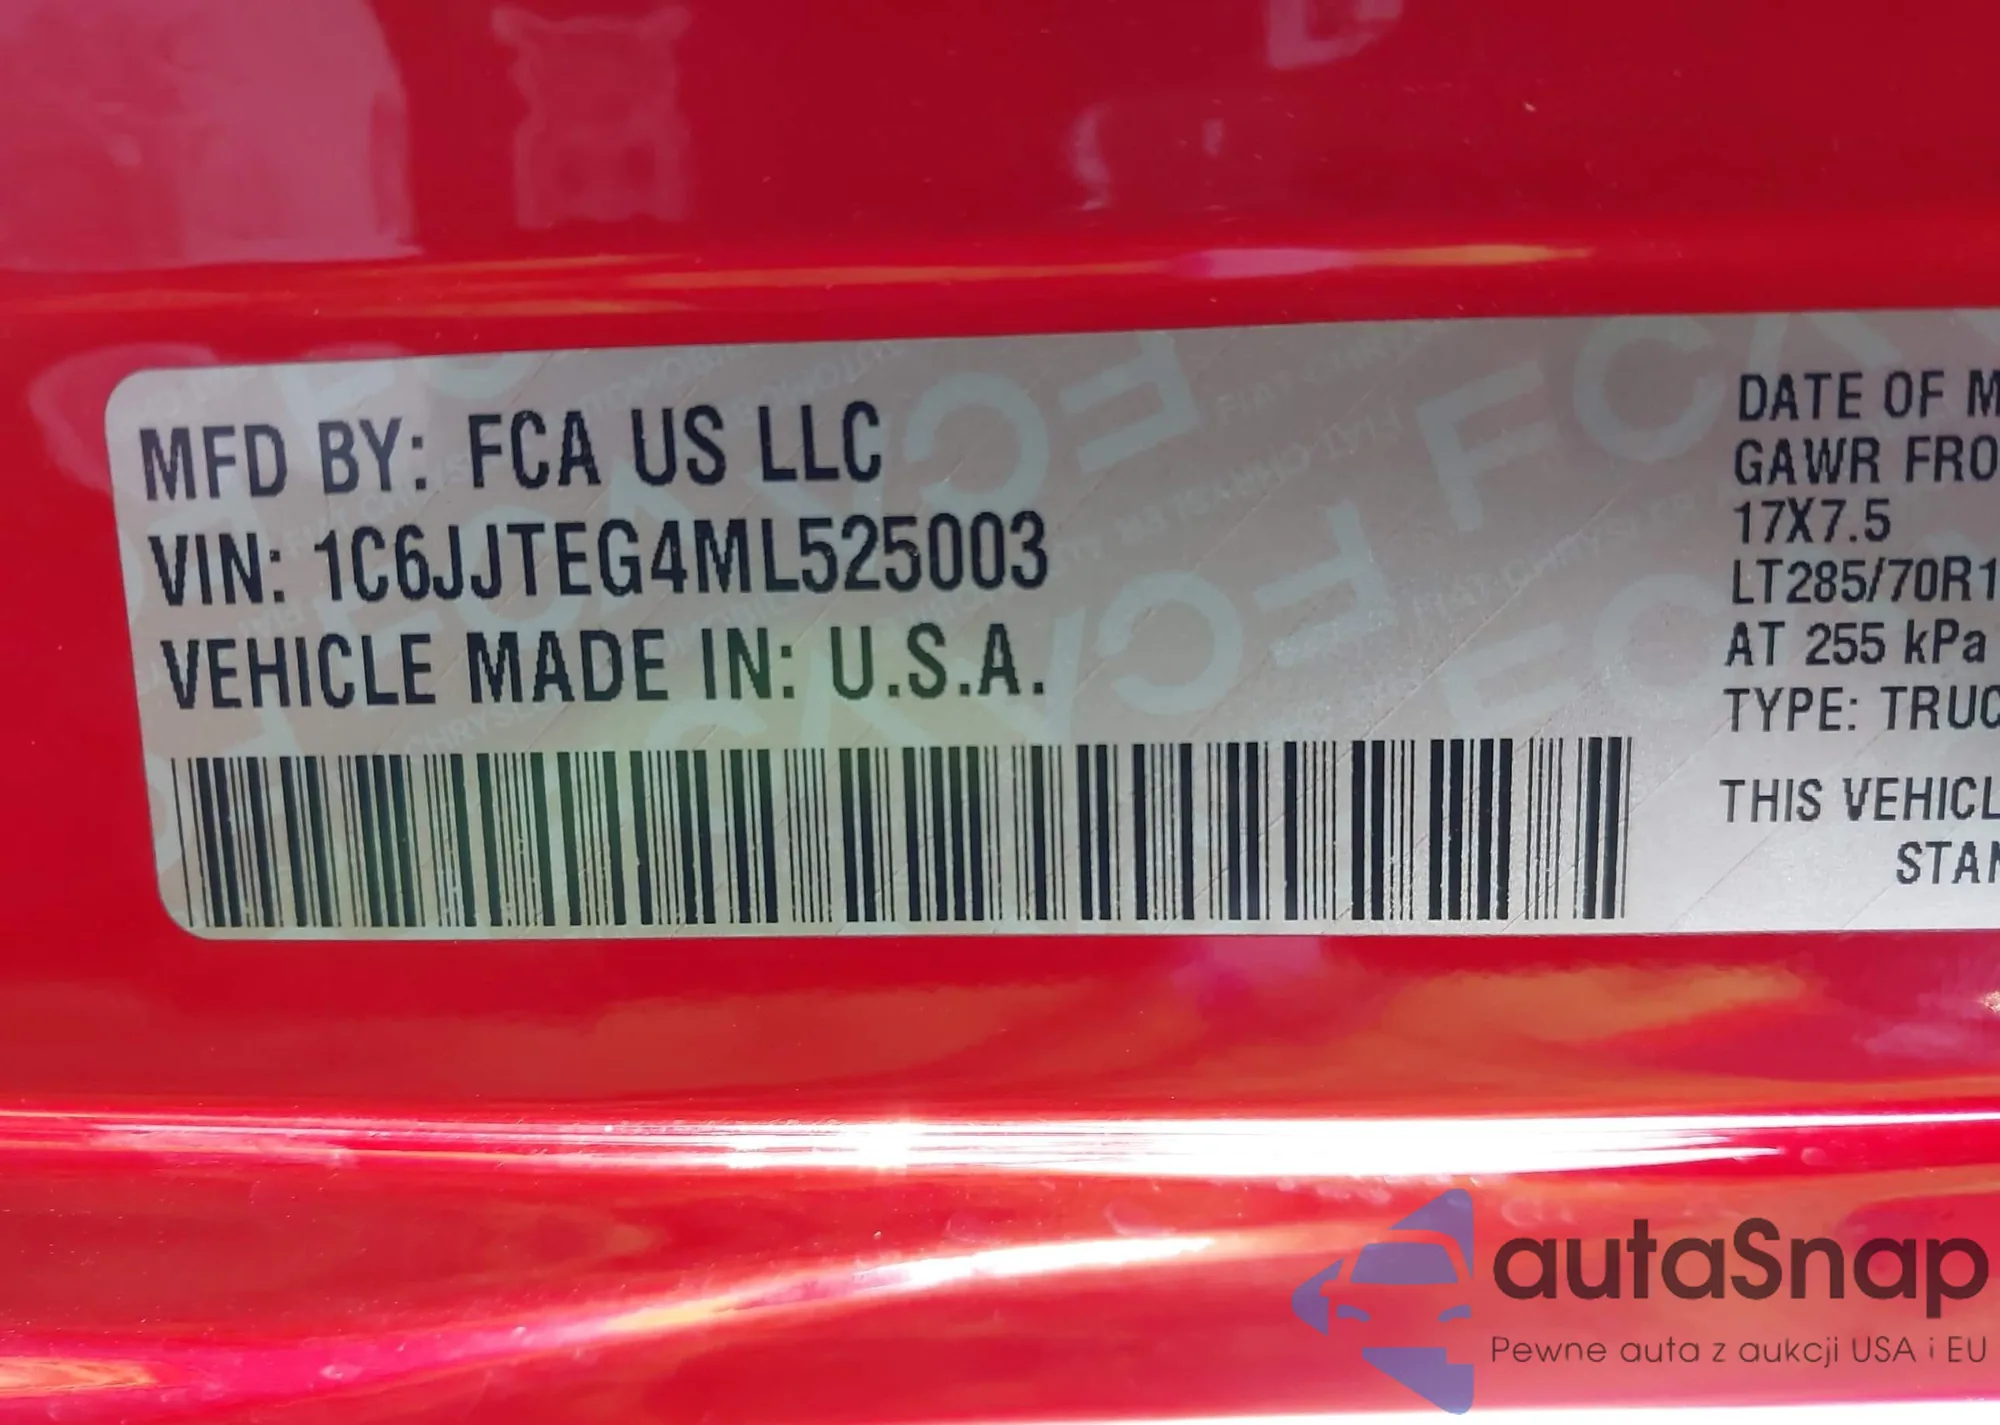 MFD BY: FCA US LLC
VIN: 1C6JJTEG4ML525003
VEHICLE MADE IN: U.S.A.
DATE OF M
GAWR FRO
17X7.5
LT285/70R1
AT 255 kPa
TYPE: TRUC
THIS VEHICL
STAN
autaSnap
Pewne auta z aukcji USA i EU